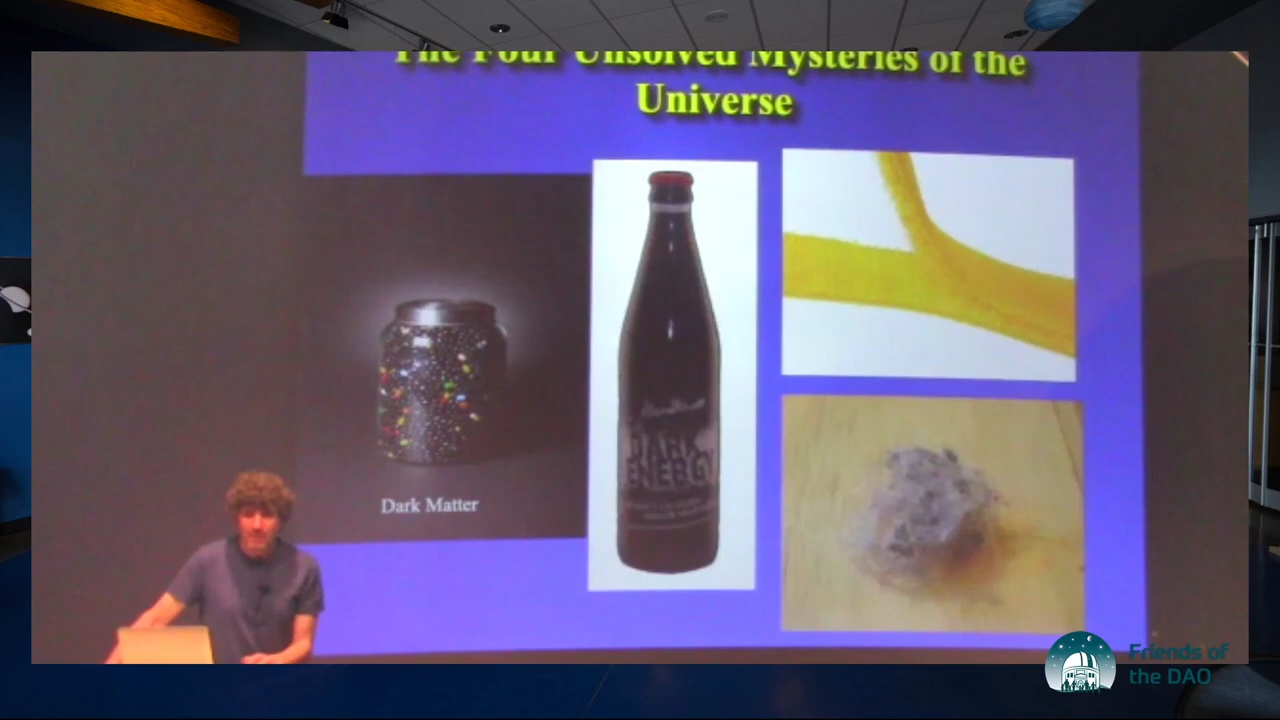 The Four Unsolved Mysteries of the
Universe
DARK
ENERGY
Dark Matter
Friends of
the DAO